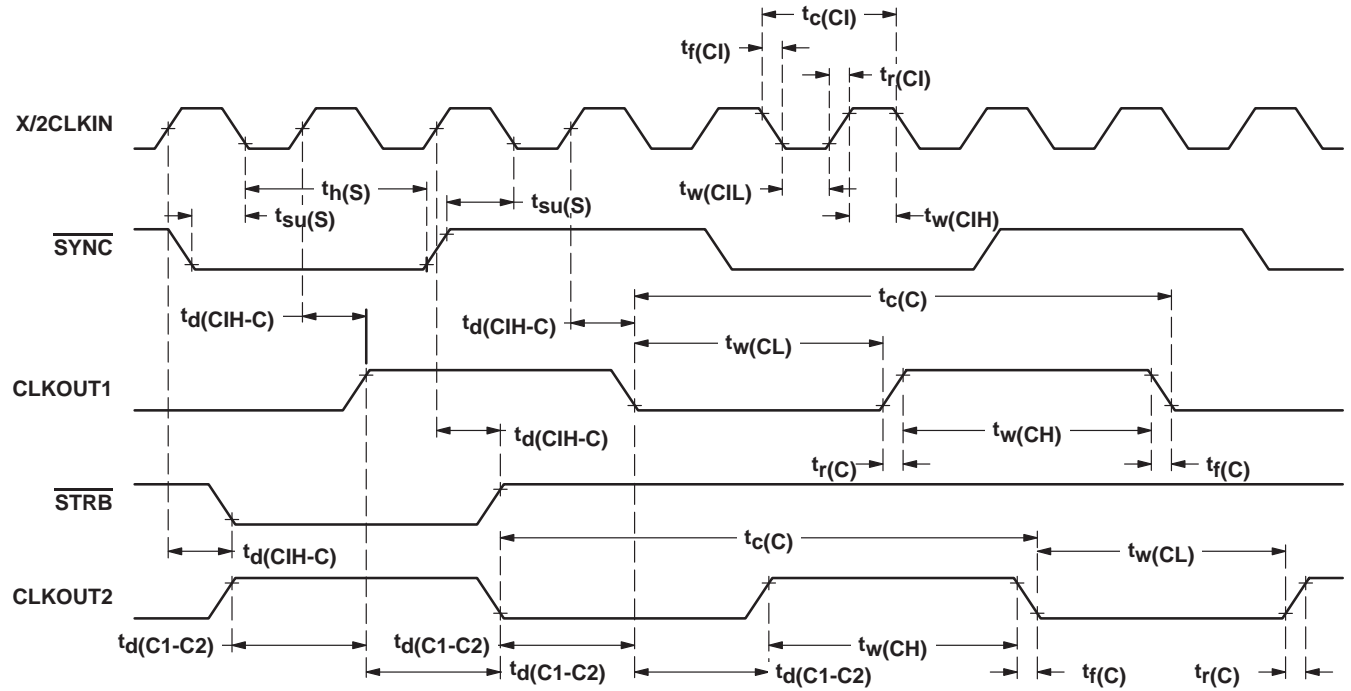 tc(CI)
tf(CI)
tr(CI)
X/2CLKIN
th(S)
tsu(S)
tw(CIL)
tsu(S)
tw(CIH)
SYNC
tc(C)
td(CIH-C)
td(CIH-C)
tw(CL)
CLKOUT1
tw(CH)
td(CIH-C)
tr(C)
tf(C)
STRB
tc(C)
td(CIH-C)
tw(CL)
CLKOUT2
td(C1-C2)
td(C1-C2)
tw(CH)
td(C1-C2)
td(C1-C2)
tf(C)
tr(C)